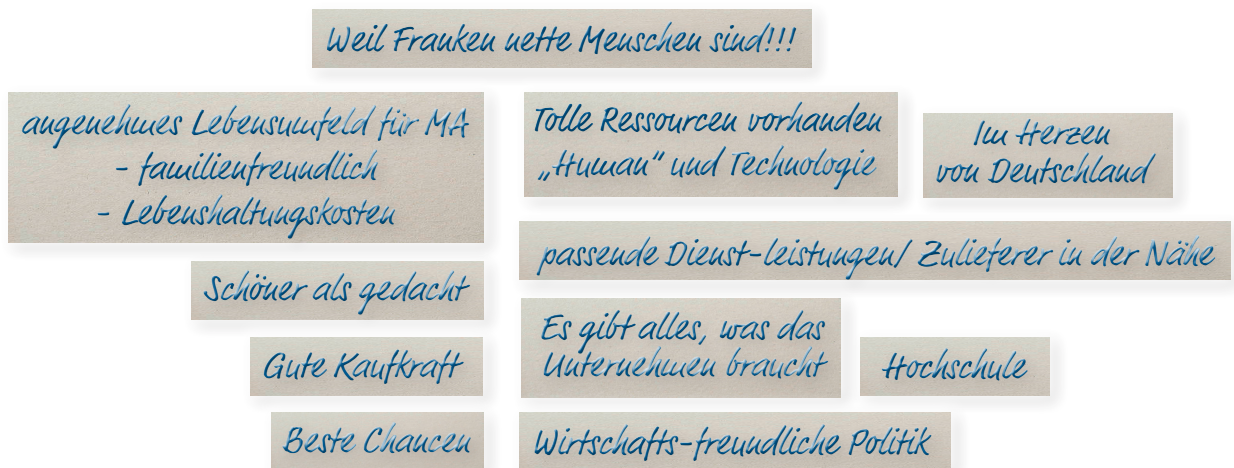 Weil Franken nette Menschen sind!!!
angenehmes Lebensumfeld für MA
- familienfreundlich
- Lebenshaltungskosten
Tolle Ressourcen vorhanden
„Human“ und Technologie
Im Herzen
von Deutschland
passende Dienst-leistungen/ Zulieferer in der Nähe
Schöner als gedacht
Es gibt alles, was das
Unternehmen braucht
Gute Kaufkraft
Hochschule
Beste Chancen
Wirtschafts-freundliche Politik